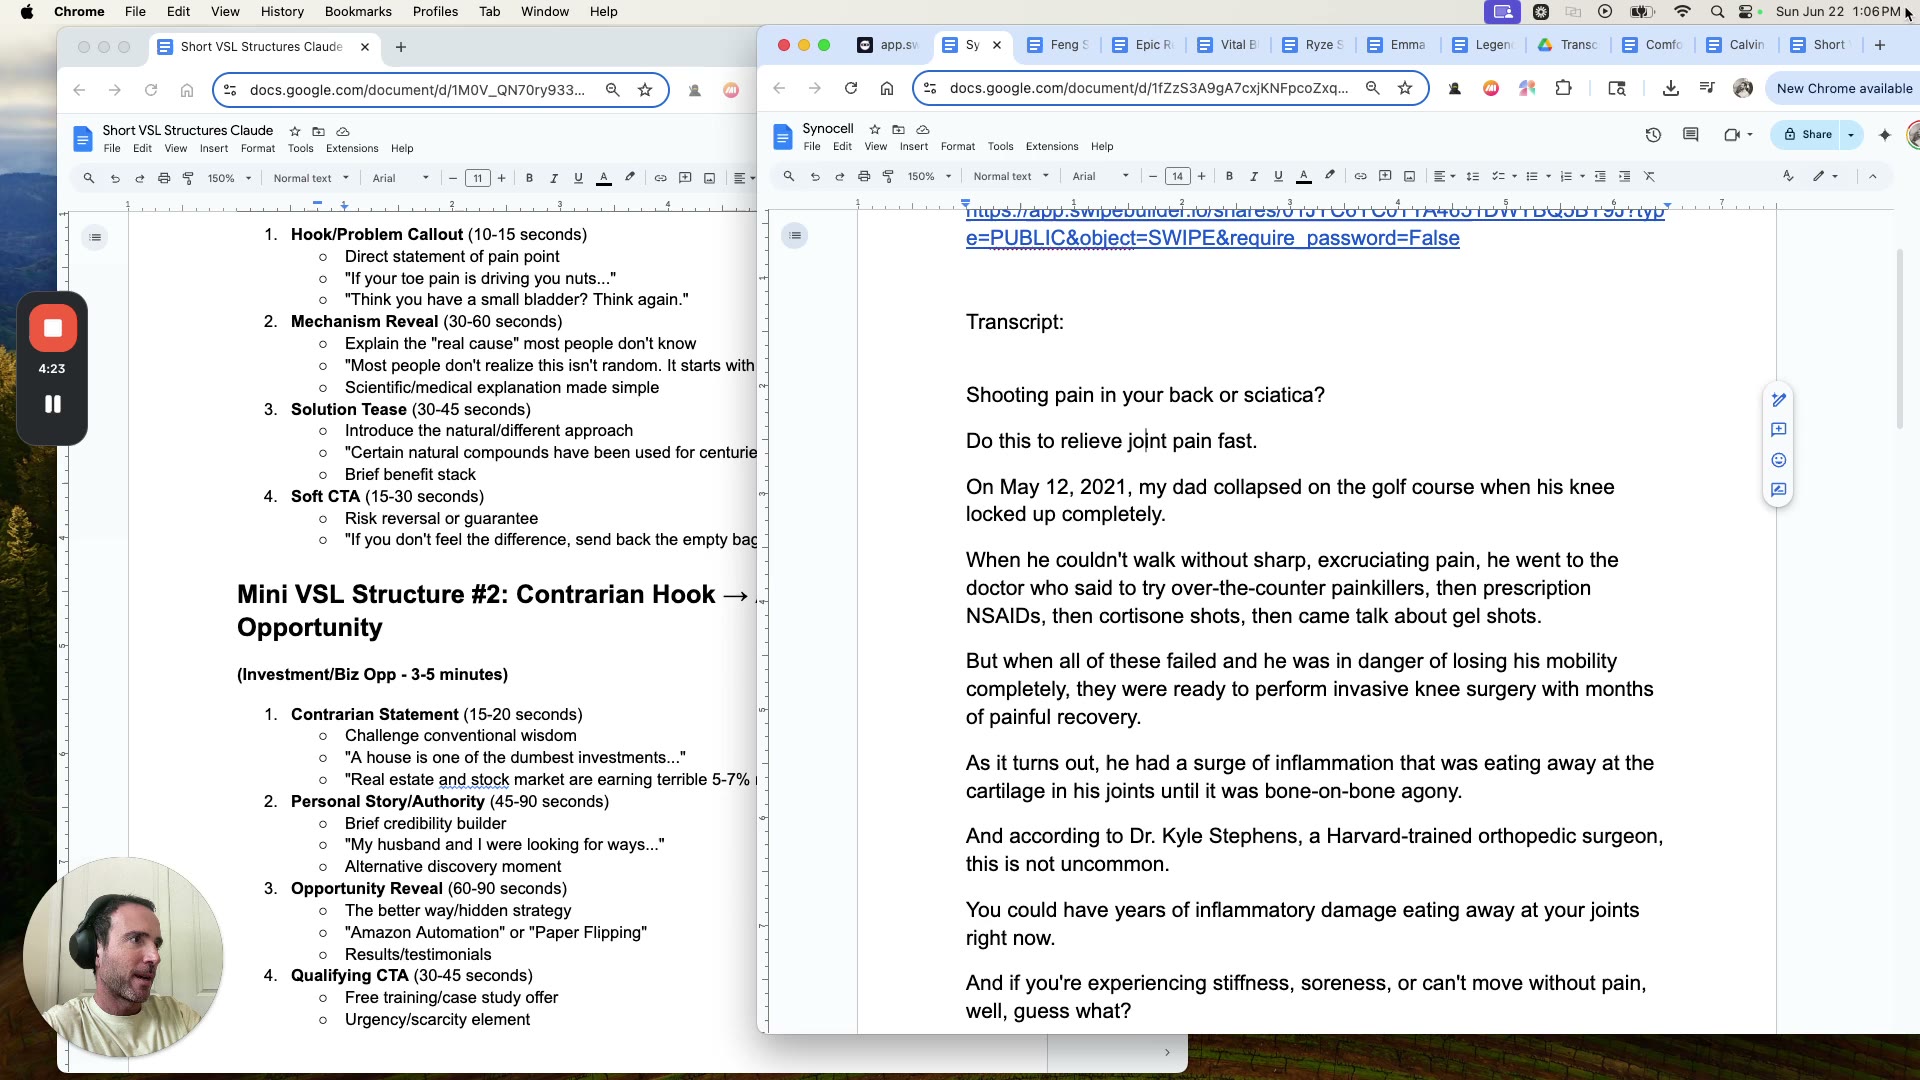 Chrome File Edit View History Bookmarks Profiles Tab Window Help
Sun Jun 22 1:06 PM
Short VSL Structures Claude
docs.google.com/document/d/1M0V_QN70ry933...
Short VSL Structures Claude
File Edit View Insert Format Tools Extensions Help
150% Normal text Arial 11 B I U A
1 1 2 3 4
1. Hook/Problem Callout (10-15 seconds)
Direct statement of pain point
"If your toe pain is driving you nuts..."
"Think you have a small bladder? Think again."
2. Mechanism Reveal (30-60 seconds)
Explain the "real cause" most people don't know
"Most people don't realize this isn't random. It starts with
Scientific/medical explanation made simple
3. Solution Tease (30-45 seconds)
Introduce the natural/different approach
"Certain natural compounds have been used for centurie
Brief benefit stack
4. Soft CTA (15-30 seconds)
Risk reversal or guarantee
"If you don't feel the difference, send back the empty bag
Mini VSL Structure #2: Contrarian Hook →
Opportunity
(Investment/Biz Opp - 3-5 minutes)
1. Contrarian Statement (15-20 seconds)
Challenge conventional wisdom
"A house is one of the dumbest investments..."
"Real estate and stock market are earning terrible 5-7%
2. Personal Story/Authority (45-90 seconds)
Brief credibility builder
"My husband and I were looking for ways..."
Alternative discovery moment
3. Opportunity Reveal (60-90 seconds)
The better way/hidden strategy
"Amazon Automation" or "Paper Flipping"
Results/testimonials
4. Qualifying CTA (30-45 seconds)
Free training/case study offer
Urgency/scarcity element
4:23
app.sw Sy Feng S Epic R Vital B Ryze S Emma Legen Transc Comfo Calvin Short
docs.google.com/document/d/1fZzS3A9gA7cxjKNFpcoZxq...
New Chrome available
Synocell
File Edit View Insert Format Tools Extensions Help
Share
150% Normal text Arial 14 B I U A
1 1 2 3 4 5 6 7
e=PUBLIC&object=SWIPE&require_password=False
Transcript:
Shooting pain in your back or sciatica?
Do this to relieve joint pain fast.
On May 12, 2021, my dad collapsed on the golf course when his knee
locked up completely.
When he couldn't walk without sharp, excruciating pain, he went to the
doctor who said to try over-the-counter painkillers, then prescription
NSAIDs, then cortisone shots, then came talk about gel shots.
But when all of these failed and he was in danger of losing his mobility
completely, they were ready to perform invasive knee surgery with months
of painful recovery.
As it turns out, he had a surge of inflammation that was eating away at the
cartilage in his joints until it was bone-on-bone agony.
And according to Dr. Kyle Stephens, a Harvard-trained orthopedic surgeon,
this is not uncommon.
You could have years of inflammatory damage eating away at your joints
right now.
And if you're experiencing stiffness, soreness, or can't move without pain,
well, guess what?